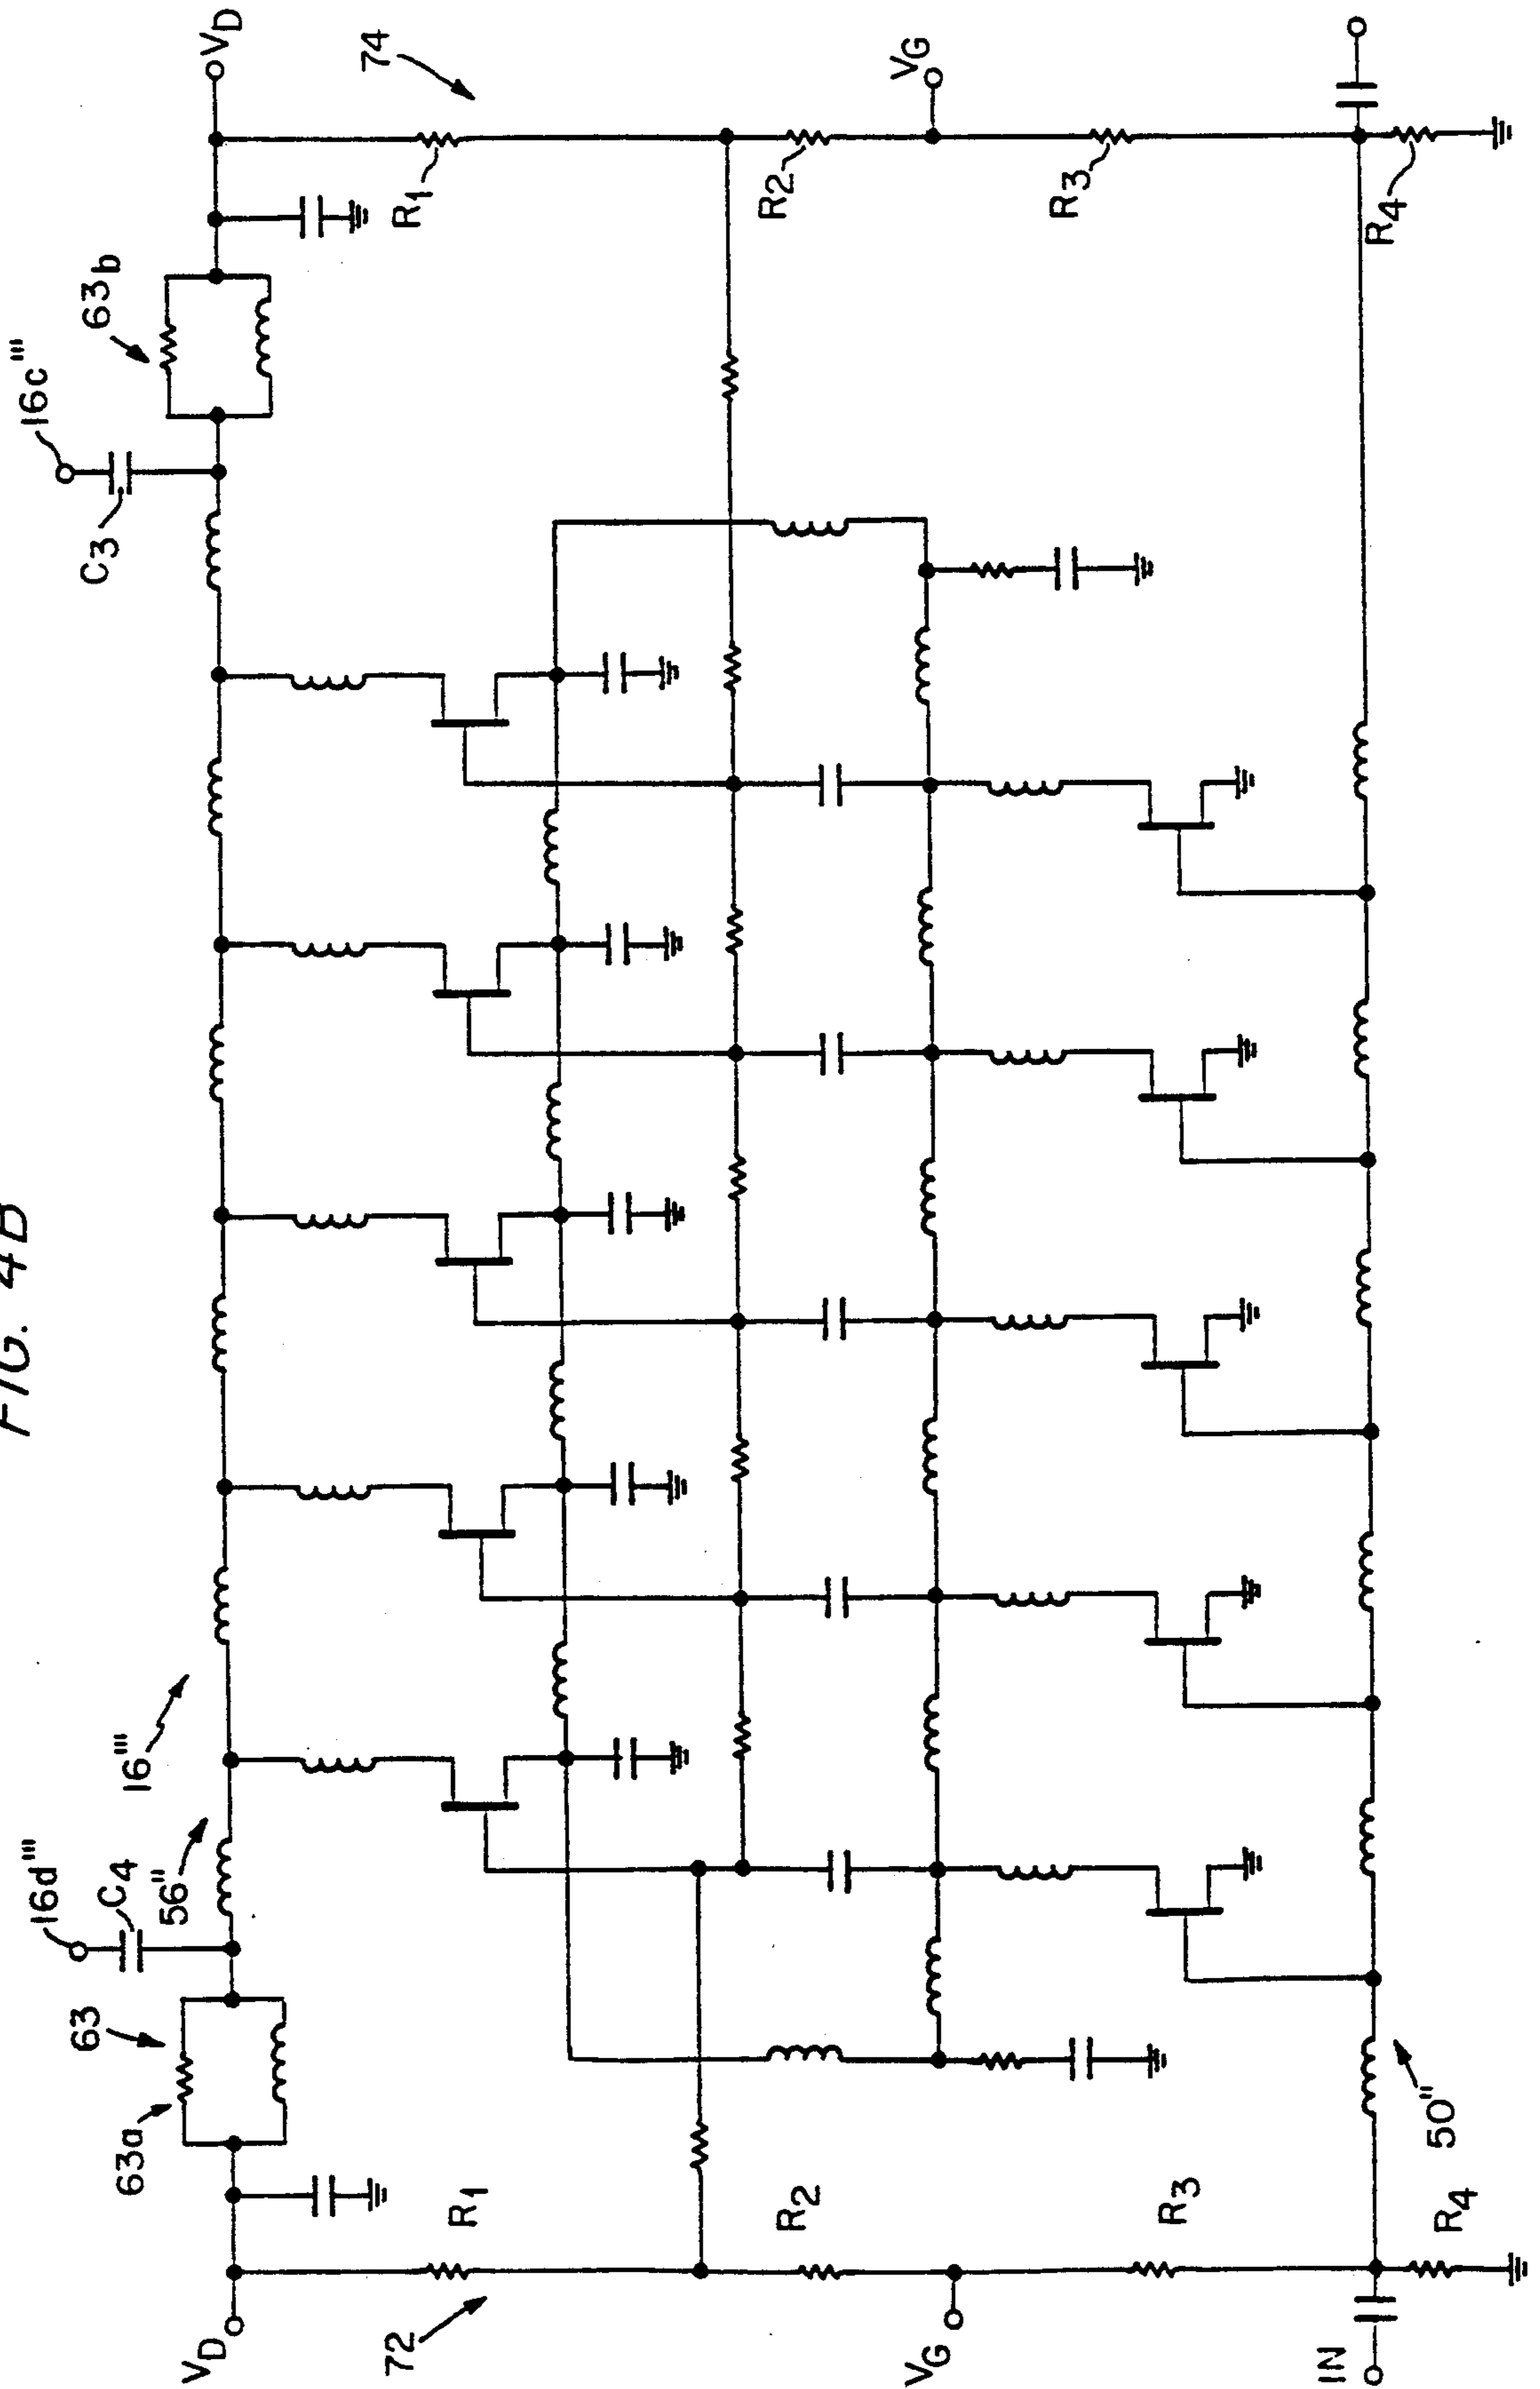 FIG. 4B
16c'''
C3
63b
VD
74
R1
R2
VG
R3
R4
16'''
16d'''
C4
56''
63
63a
VD
72
R1
R2
VG
R3
R4
IN
50''